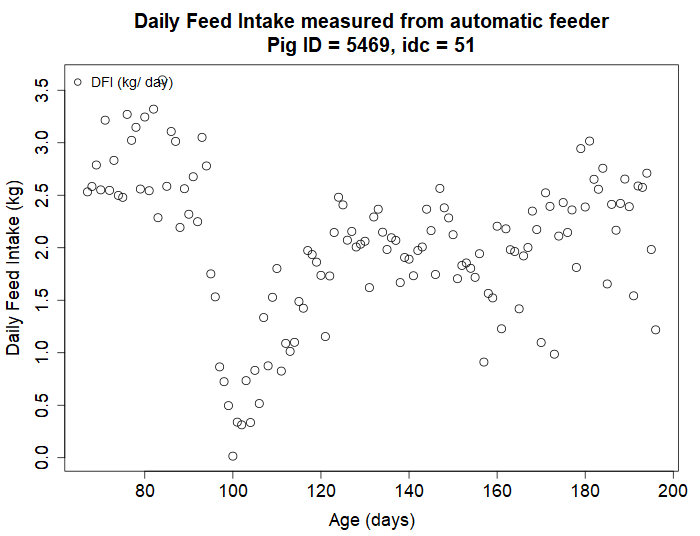 Daily Feed Intake measured from automatic feeder
Pig ID = 5469, idc = 51
DFI (kg/ day)
3.5
3.0
2.5
2.0
1.5
1.0
0.5
0.0
Daily Feed Intake (kg)
80 100 120 140 160 180 200
Age (days)